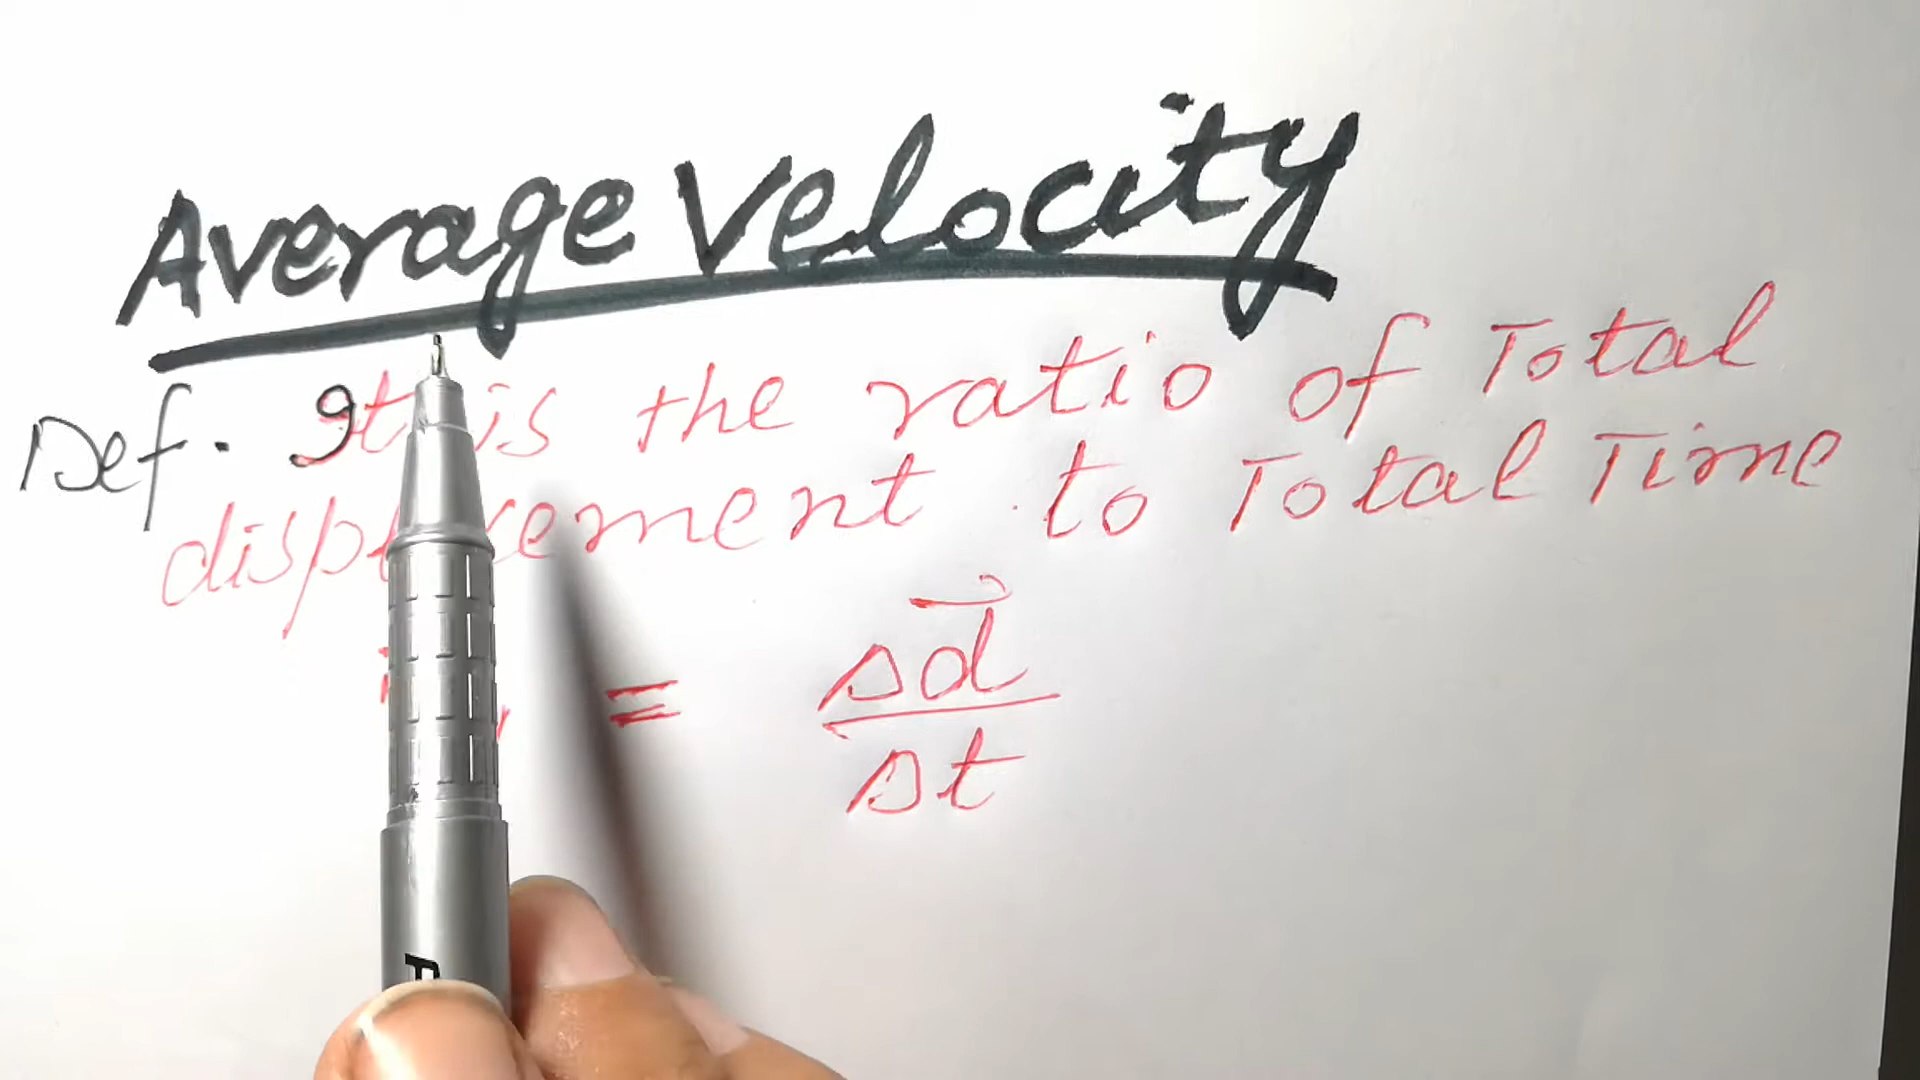 Average Velocity
Def. It is the ratio of Total
displacement to Total Time
= Δd⃗
Δt